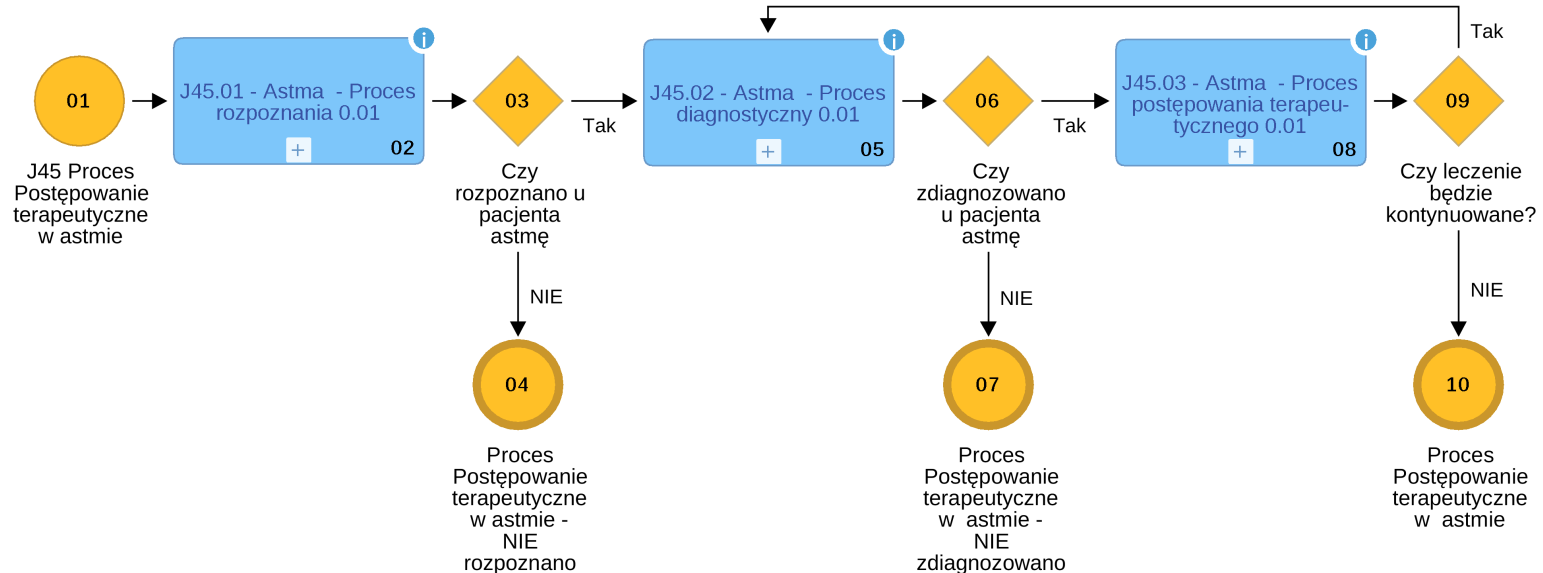 Tak
01
J45.01 - Astma  - Proces
rozpoznania 0.01
+
02
03
Tak
J45.02 - Astma  - Proces
diagnostyczny 0.01
+
05
06
Tak
J45.03 - Astma  - Proces
postępowania terapeu-
tycznego 0.01
+
08
09
J45 Proces
Postępowanie
terapeutyczne
w astmie
Czy
rozpoznano u
pacjenta
astmę
Czy
zdiagnozowano
u pacjenta
astmę
Czy leczenie
będzie
kontynuowane?
NIE
NIE
NIE
04
07
10
Proces
Postępowanie
terapeutyczne
w astmie -
NIE
rozpoznano
Proces
Postępowanie
terapeutyczne
w  astmie -
NIE
zdiagnozowano
Proces
Postępowanie
terapeutyczne
w  astmie